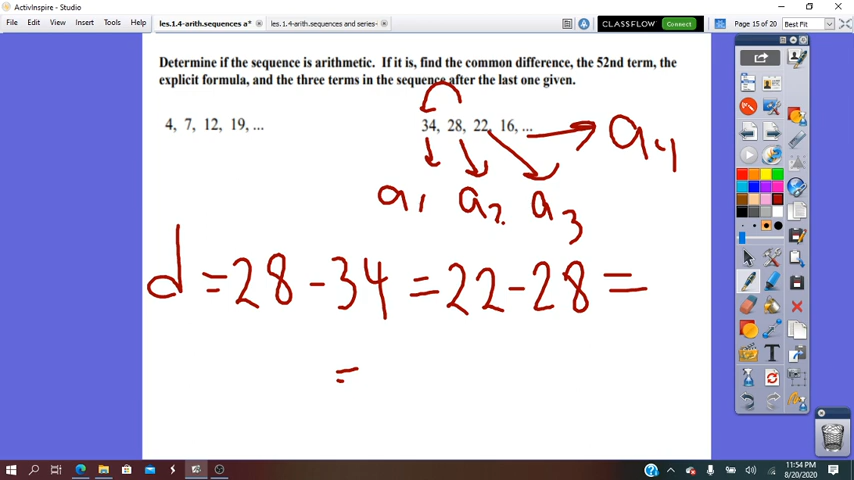 ActivInspire - Studio
File Edit View Insert Tools Help
les.1.4-arith.sequences a*
les.1.4-arith.sequences and series-
CLASSFLOW Connect
Page 15 of 20
Best Fit
Determine if the sequence is arithmetic. If it is, find the common difference, the 52nd term, the
explicit formula, and the three terms in the sequence after the last one given.
4, 7, 12, 19, ...
34, 28, 22, 16, ...
a4
a1 a2 a3
d = 28 - 34 = 22 - 28 =
=
11:54 PM
8/20/2020